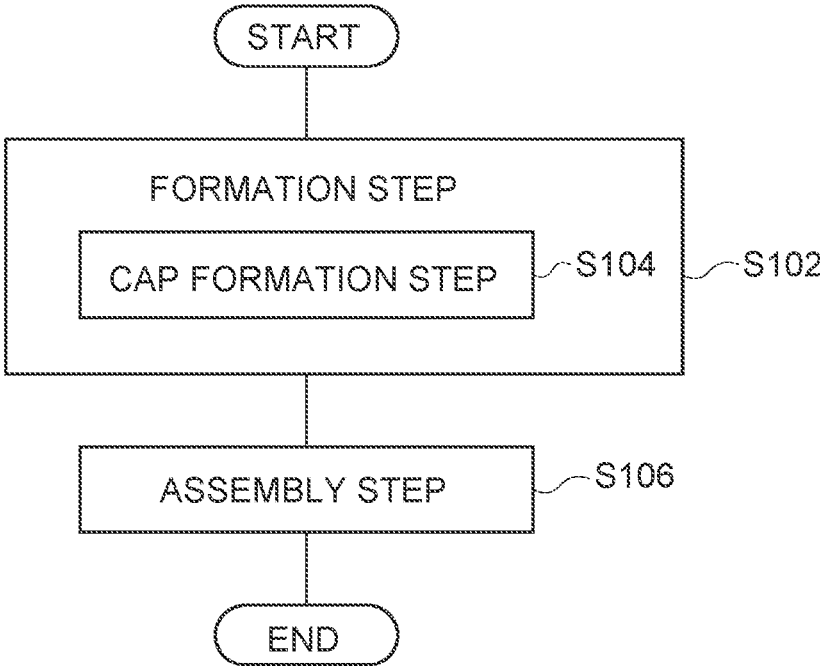 START
FORMATION STEP
CAP FORMATION STEP
S104
S102
ASSEMBLY STEP
S106
END